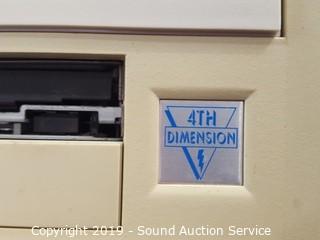 4TH
DIMENSION
Copyright 2019 - Sound Auction Service